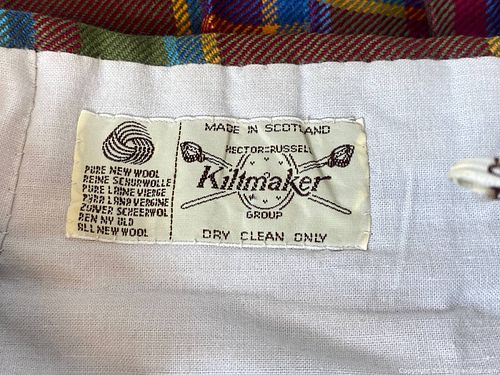 PURE NEW WOOL
REINE SCHURWOLLE
PURE LAINE VIERGE
PURA LANA VERGINE
ZUIVER SCHEERWOL
REN NY ULD
ALL NEW WOOL
MADE IN SCOTLAND
HECTOR RUSSEL
Kiltmaker
GROUP
DRY CLEAN ONLY